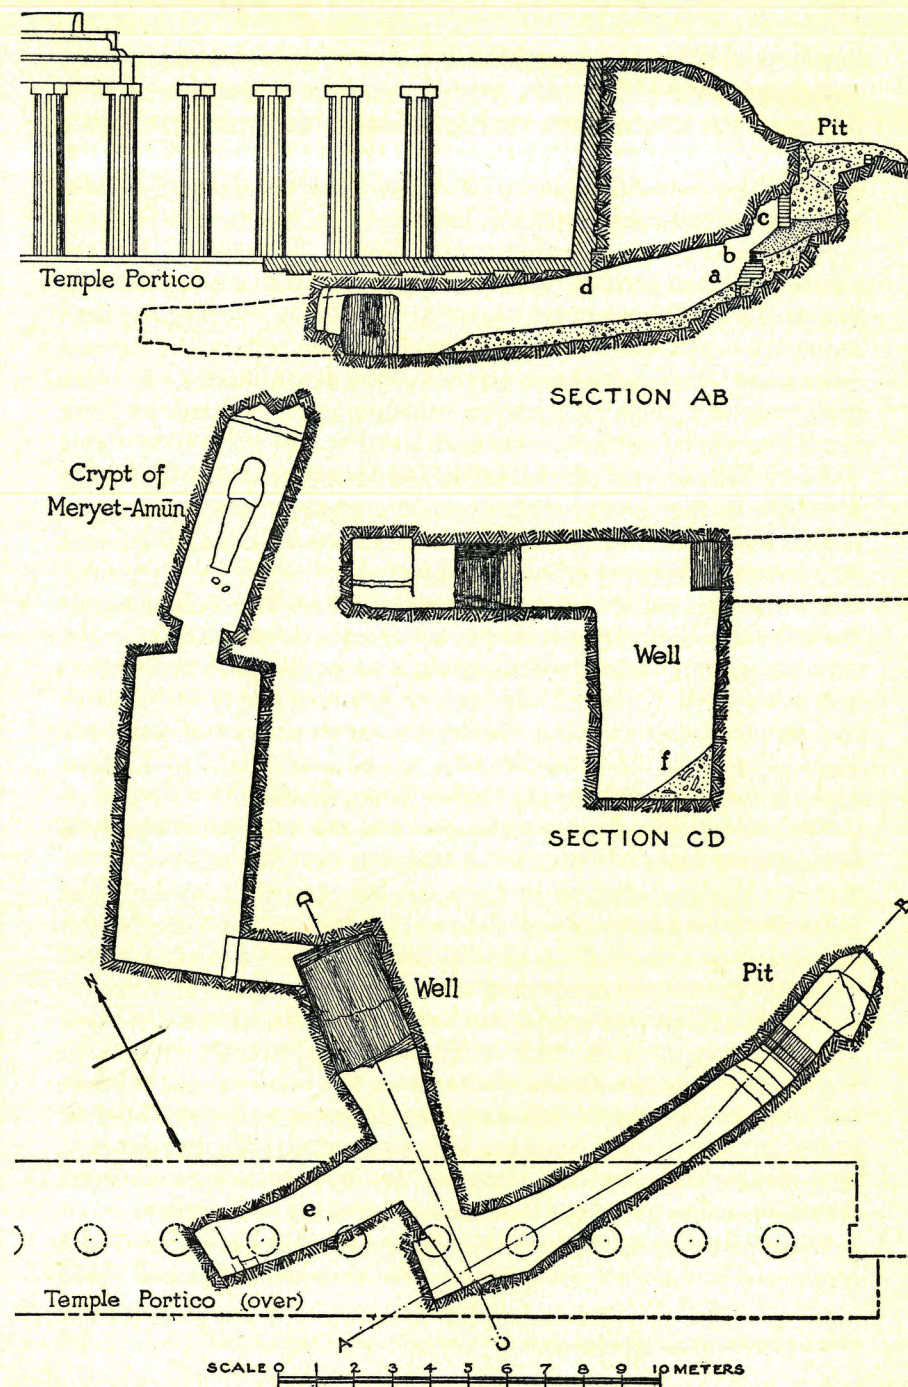 Pit
c
b
a
Temple Portico
d
SECTION AB
Crypt of
Meryet-Amūn
Well
f
SECTION CD
D
B
Well
Pit
N
e
Temple Portico (over)
A
C
SCALE 0 1 2 3 4 5 6 7 8 9 10 METERS